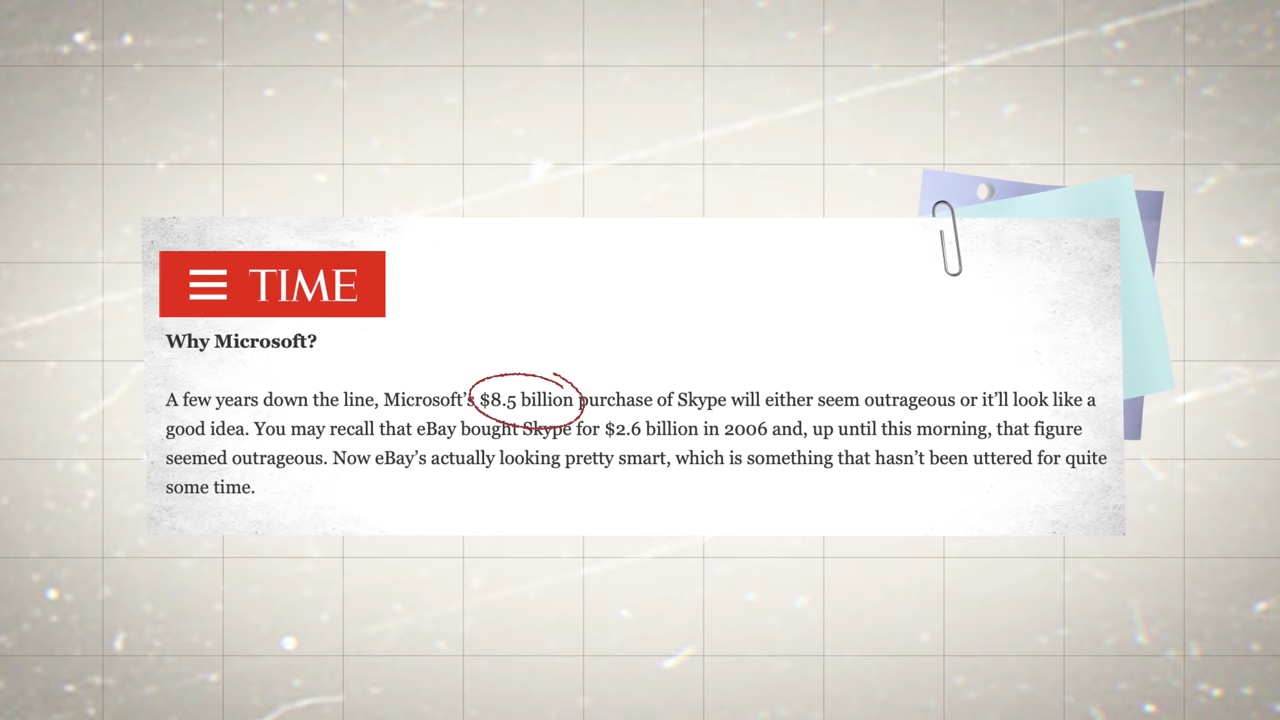 TIME
Why Microsoft?
A few years down the line, Microsoft’s $8.5 billion purchase of Skype will either seem outrageous or it’ll look like a
good idea. You may recall that eBay bought Skype for $2.6 billion in 2006 and, up until this morning, that figure
seemed outrageous. Now eBay’s actually looking pretty smart, which is something that hasn’t been uttered for quite
some time.